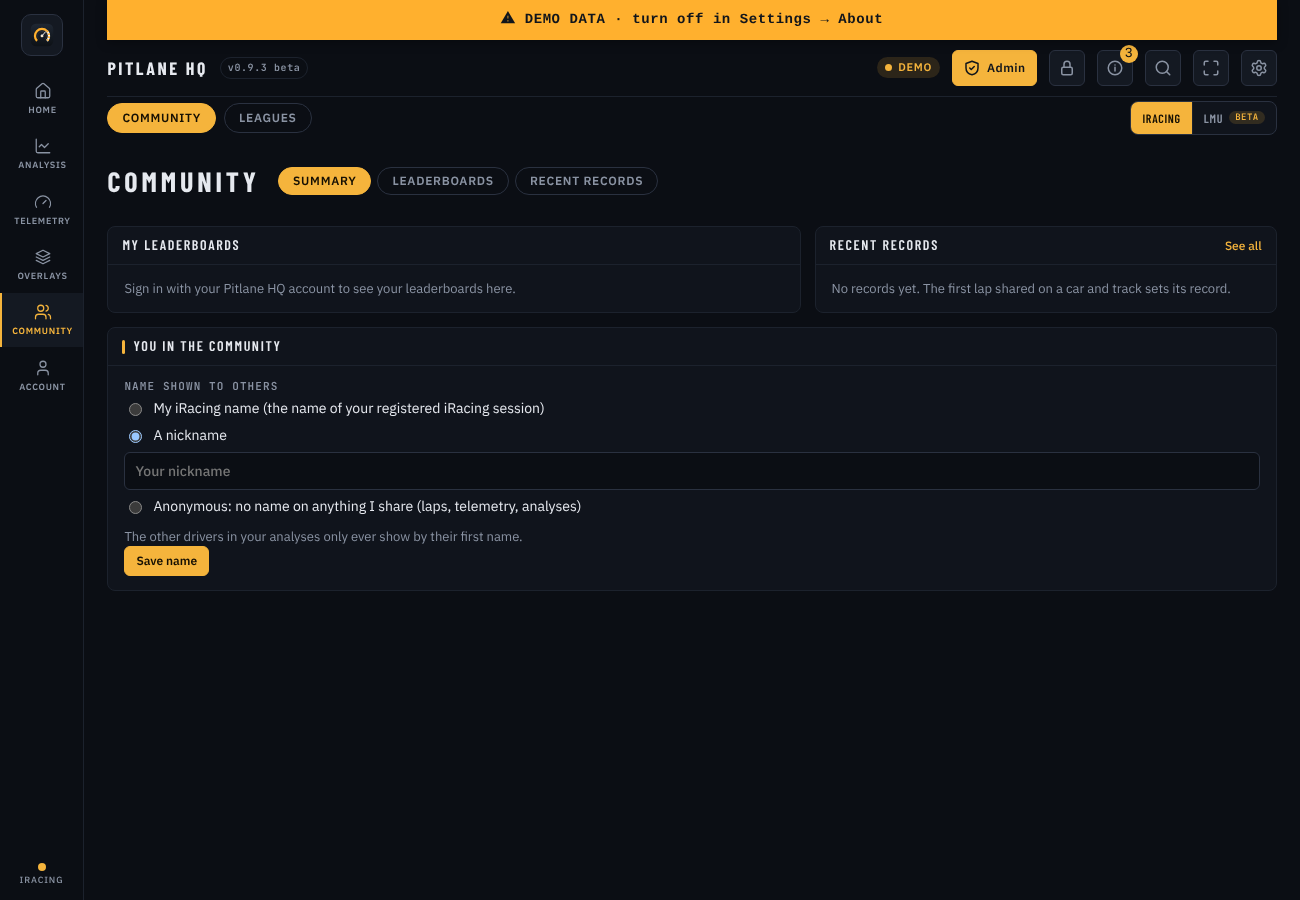 ⚠ DEMO DATA · turn off in Settings → About
PITLANE HQ
v0.9.3 beta
DEMO
Admin
3
HOME
ANALYSIS
TELEMETRY
OVERLAYS
COMMUNITY
ACCOUNT
IRACING
COMMUNITY
LEAGUES
IRACING
LMU BETA
COMMUNITY
SUMMARY
LEADERBOARDS
RECENT RECORDS
MY LEADERBOARDS
Sign in with your Pitlane HQ account to see your leaderboards here.
RECENT RECORDS
See all
No records yet. The first lap shared on a car and track sets its record.
YOU IN THE COMMUNITY
NAME SHOWN TO OTHERS
My iRacing name (the name of your registered iRacing session)
A nickname
Your nickname
Anonymous: no name on anything I share (laps, telemetry, analyses)
The other drivers in your analyses only ever show by their first name.
Save name